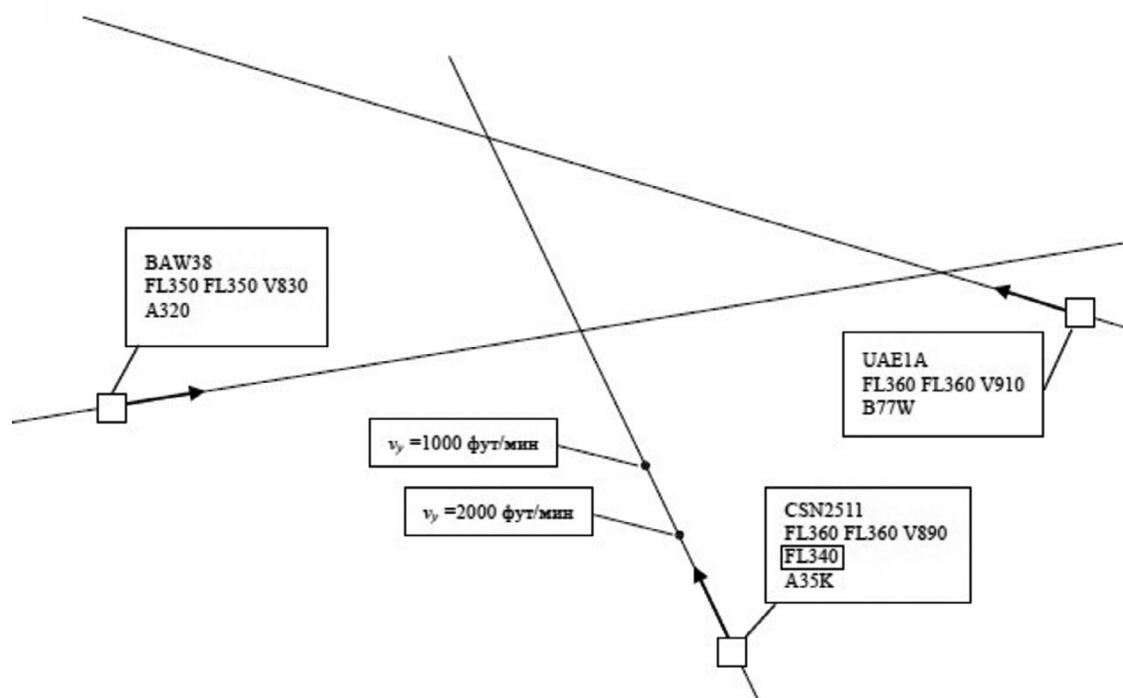 BAW38
FL350 FL350 V830
A320
UAE1A
FL360 FL360 V910
B77W
vy =1000 фут/мин
vy =2000 фут/мин
CSN2511
FL360 FL360 V890
FL340
A35K